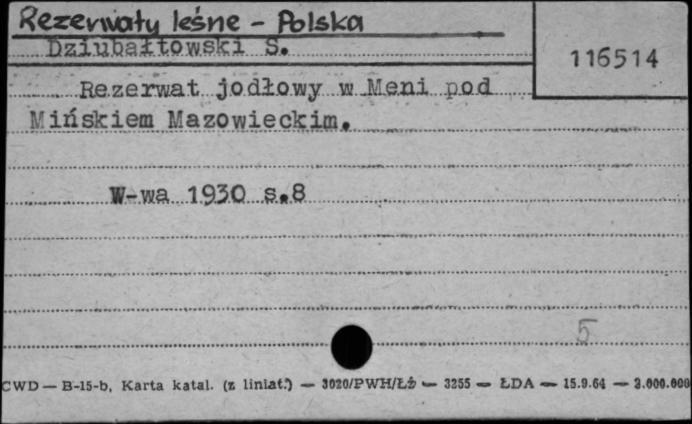 Rezerwaty leśne - Polska
Dziubałtowski S.
116514
Rezerwat jodłowy w Meni pod
Mińskiem Mazowieckim.
W-wa 1930 s.8
5
CWD — B-15-b, Karta katal. (z liniat.) — 3020/PWH/ŁŻ — 3255 — ŁDA — 15.9.64 — 3.000.000